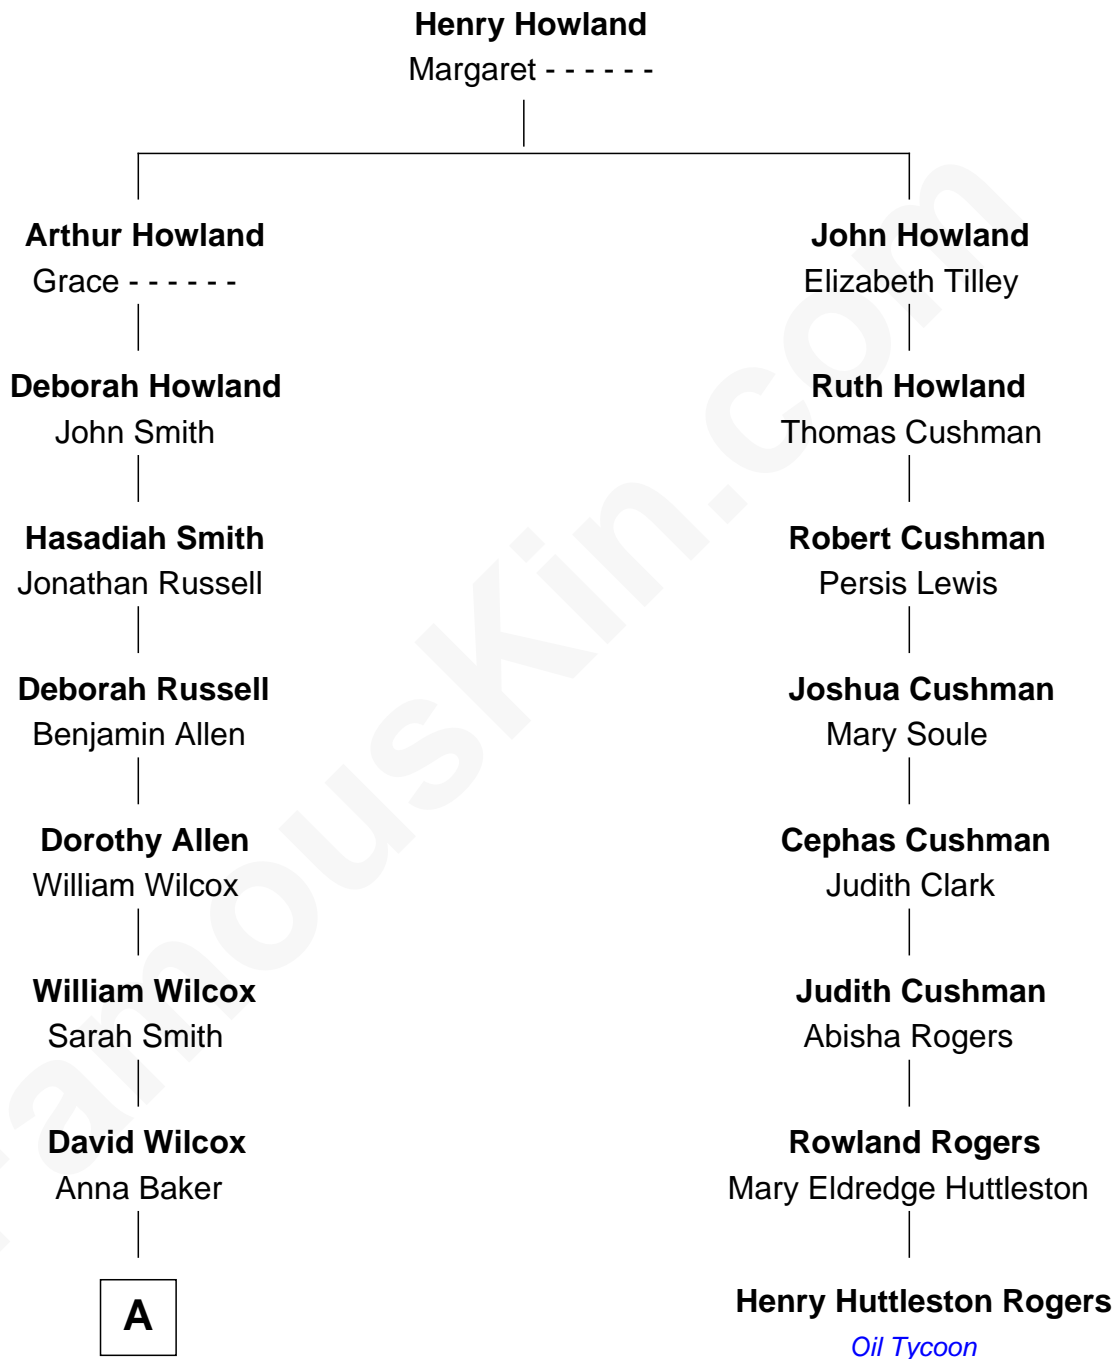 Henry Howland
Margaret - - - - - -
Arthur Howland
Grace - - - - - -
John Howland
Elizabeth Tilley
Deborah Howland
John Smith
Ruth Howland
Thomas Cushman
Hasadiah Smith
Jonathan Russell
Robert Cushman
Persis Lewis
Deborah Russell
Benjamin Allen
Joshua Cushman
Mary Soule
Dorothy Allen
William Wilcox
Cephas Cushman
Judith Clark
William Wilcox
Sarah Smith
Judith Cushman
Abisha Rogers
David Wilcox
Anna Baker
Rowland Rogers
Mary Eldredge Huttleston
A
Henry Huttleston Rogers
Oil Tycoon
FamousKin.com